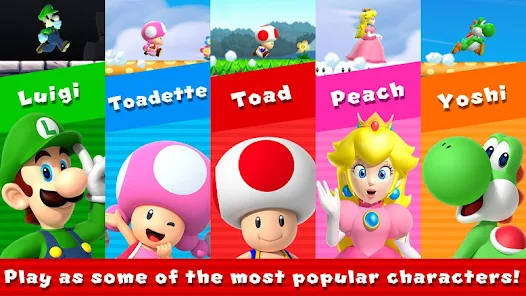 Luigi
Toadette
Toad
Peach
Yoshi
L
Play as some of the most popular characters!